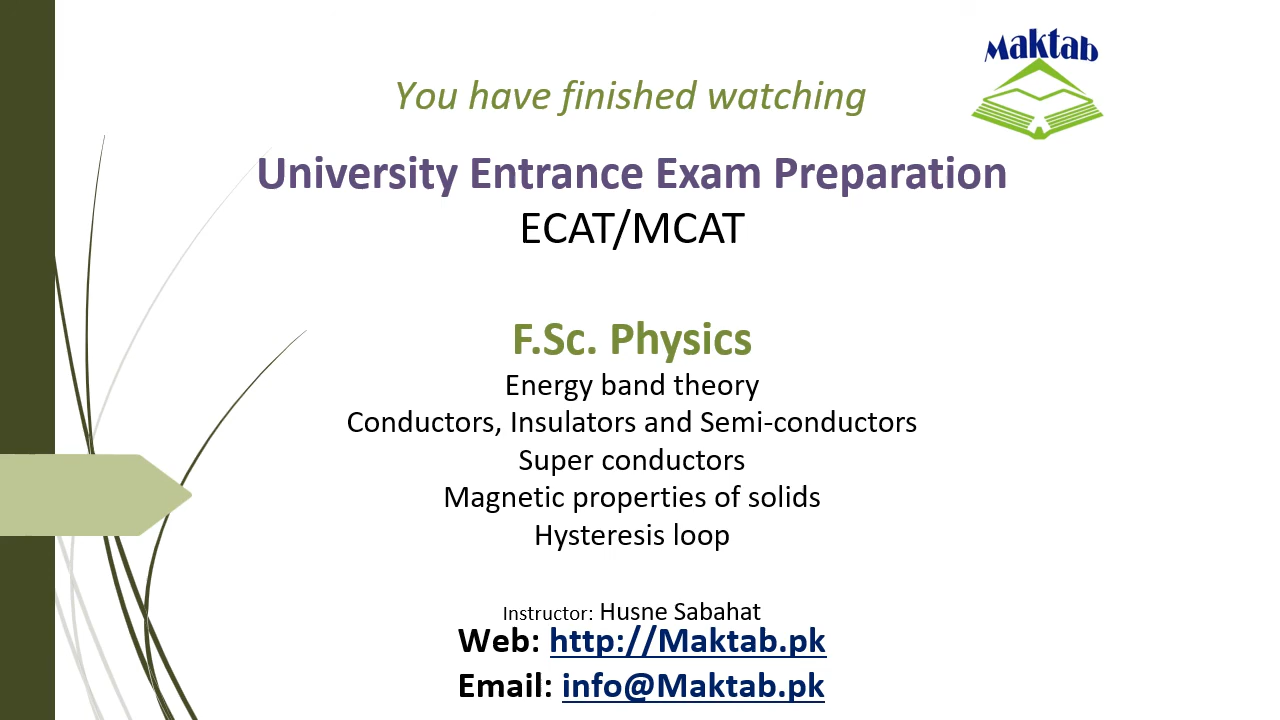 Maktab
You have finished watching
University Entrance Exam Preparation
ECAT/MCAT
F.Sc. Physics
Energy band theory
Conductors, Insulators and Semi-conductors
Super conductors
Magnetic properties of solids
Hysteresis loop
Instructor: Husne Sabahat
Web: http://Maktab.pk
Email: info@Maktab.pk